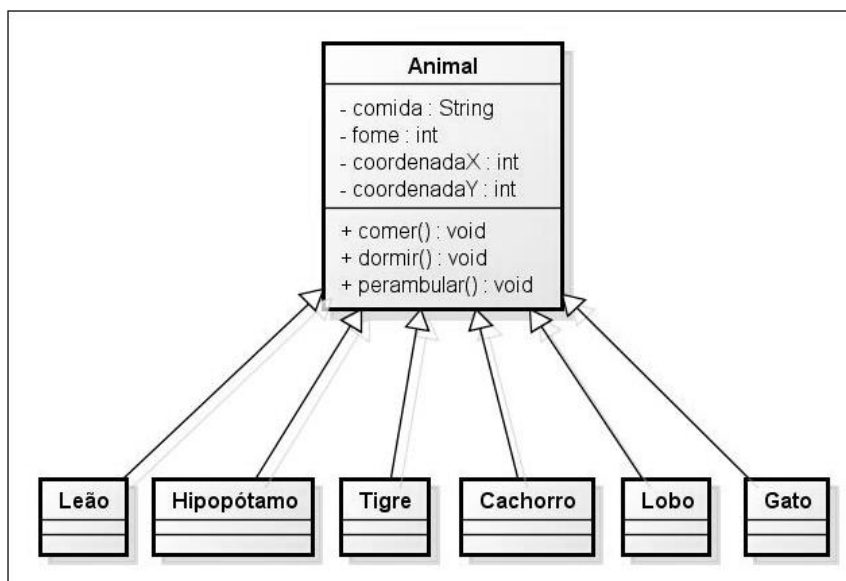 Animal
- comida : String
- fome : int
- coordenadaX : int
- coordenadaY : int
+ comer() : void
+ dormir() : void
+ perambular() : void
Leão
Hipopótamo
Tigre
Cachorro
Lobo
Gato